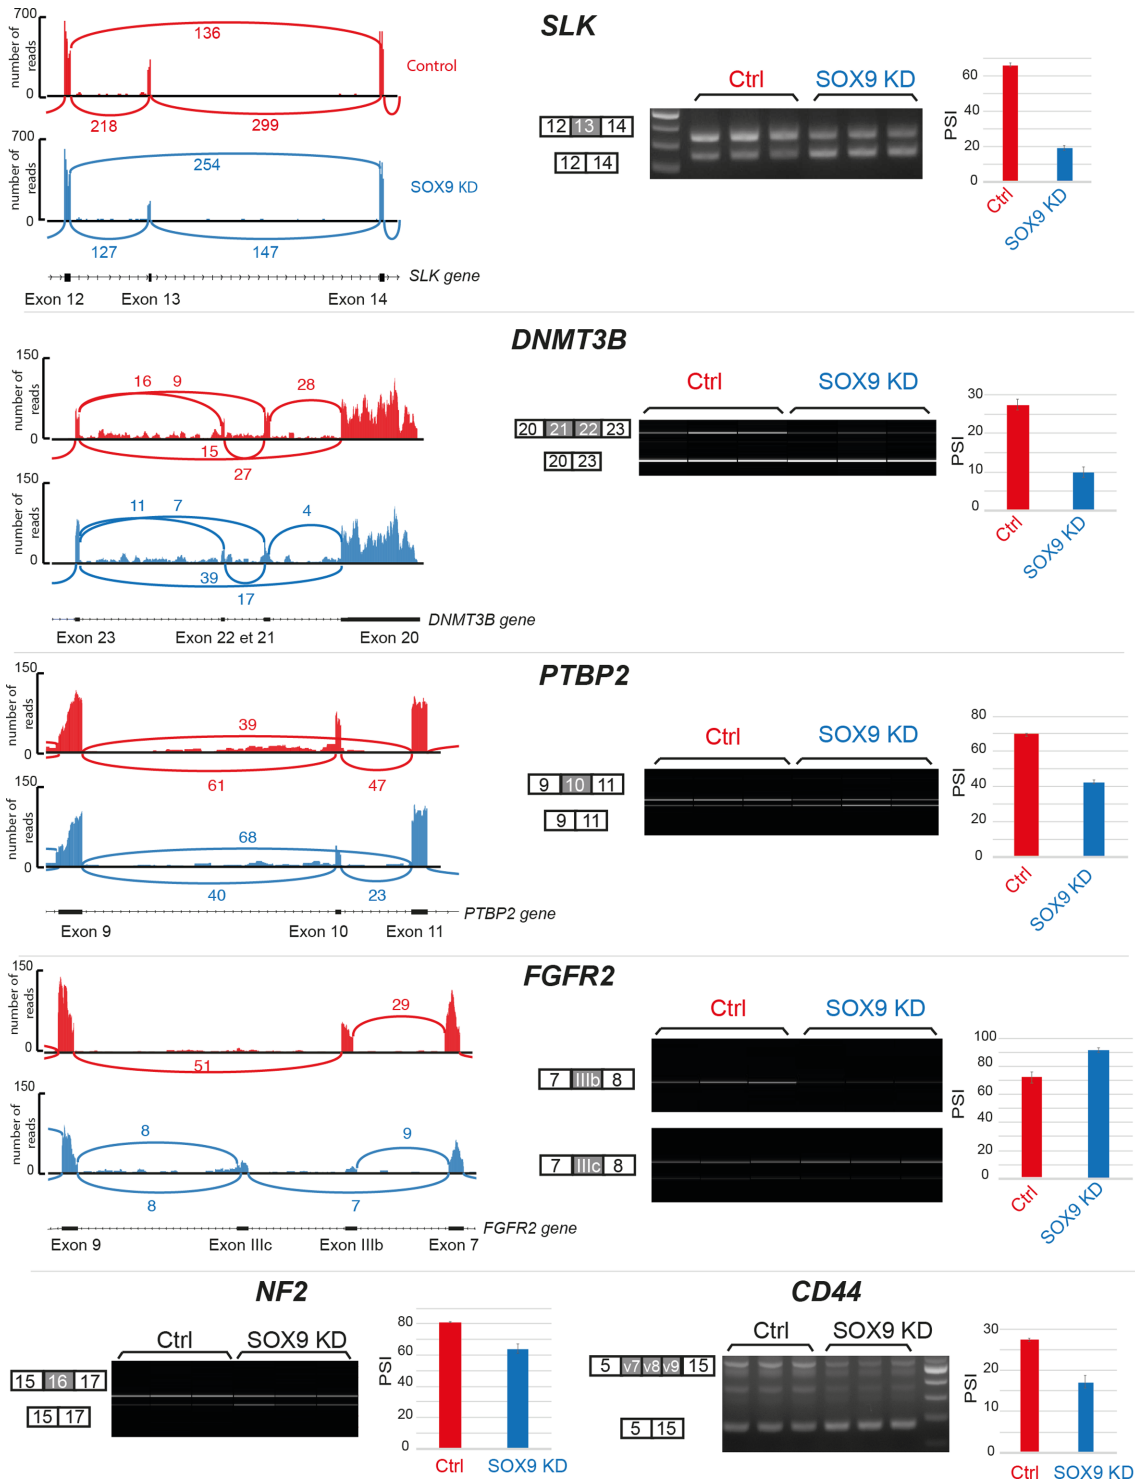 SLK
700
number of
reads
0
136
Control
218
299
700
number of
reads
0
254
SOX9 KD
127
147
SLK gene
Exon 12
Exon 13
Exon 14
Ctrl
SOX9 KD
12 13 14
12 14
PSI
60
40
20
0
Ctrl
SOX9 KD
DNMT3B
150
number of
reads
0
16
9
28
15
27
150
number of
reads
0
11
7
4
39
17
DNMT3B gene
Exon 23
Exon 22 et 21
Exon 20
Ctrl
SOX9 KD
20 21 22 23
20 23
PSI
30
20
10
0
Ctrl
SOX9 KD
PTBP2
150
number of
reads
0
39
61
47
150
number of
reads
0
68
40
23
PTBP2 gene
Exon 9
Exon 10
Exon 11
Ctrl
SOX9 KD
9 10 11
9 11
PSI
80
60
40
20
0
Ctrl
SOX9 KD
FGFR2
150
number of
reads
0
29
51
150
number of
reads
0
8
9
8
7
FGFR2 gene
Exon 9
Exon IIIc
Exon IIIb
Exon 7
Ctrl
SOX9 KD
7 IIIb 8
7 IIIc 8
PSI
100
80
60
40
20
0
Ctrl
SOX9 KD
NF2
Ctrl
SOX9 KD
15 16 17
15 17
PSI
80
60
40
20
0
Ctrl
SOX9 KD
CD44
Ctrl
SOX9 KD
5 v7 v8 v9 15
5 15
PSI
30
20
10
0
Ctrl
SOX9 KD